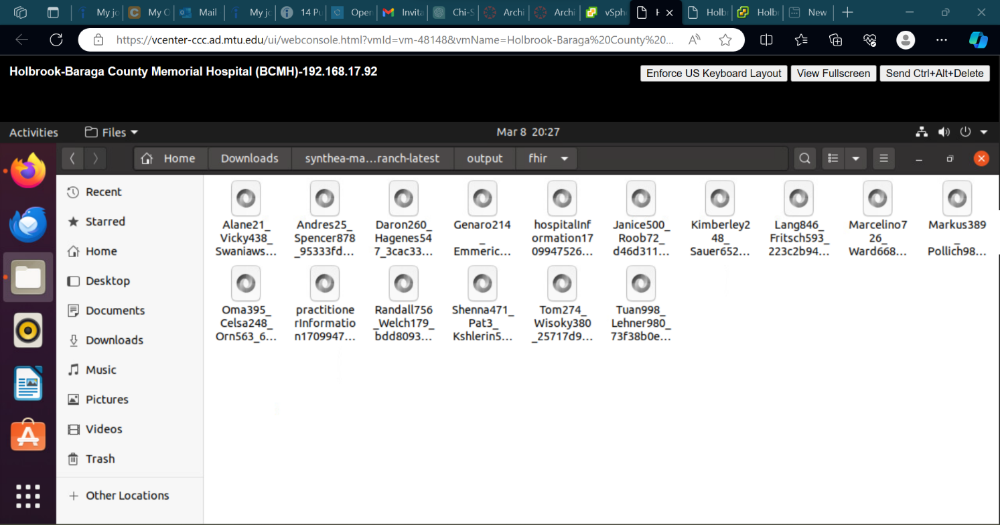 My jo
My C
Mail
My jc
14 Pu
Open
Invita
Chi-S
Archi
Archi
vSphe
Holb
Holb
New
https://vcenter-ccc.ad.mtu.edu/ui/webconsole.html?vmId=vm-48148&vmName=Holbrook-Baraga%20County%20...
Holbrook-Baraga County Memorial Hospital (BCMH)-192.168.17.92
Enforce US Keyboard Layout
View Fullscreen
Send Ctrl+Alt+Delete
Activities
Files
Mar 8 20:27
Home
Downloads
synthea-ma...ranch-latest
output
fhir
Recent
Starred
Home
Desktop
Documents
Downloads
Music
Pictures
Videos
Trash
Other Locations
Alane21_
Vicky438_
Swaniaws...
Andres25_
Spencer878
_95333fd...
Daron260_
Hagenes54
7_3cac33...
Genaro214
_
Emmeric...
hospitalInf
ormation17
09947526...
Janice500_
Roob72_
d46d311...
Kimberley2
48_
Sauer652...
Lang846_
Fritsch593_
223c2b94...
Marcelino7
26_
Ward668...
Markus389
_
Pollich98...
Oma395_
Celsa248_
Orn563_6...
practitione
rInformatio
n1709947...
Randall756
_Welch179_
bdd8093...
Shenna471_
Pat3_
Kshlerin5...
Tom274_
Wisoky380
_25717d9...
Tuan998_
Lehner980_
73f38b0e...